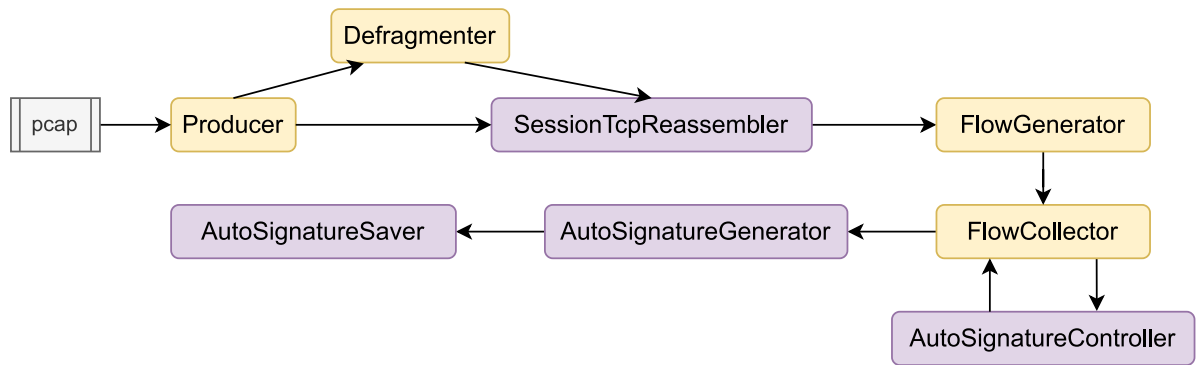 Defragmenter
pcap
Producer
SessionTcpReassembler
FlowGenerator
AutoSignatureSaver
AutoSignatureGenerator
FlowCollector
AutoSignatureController